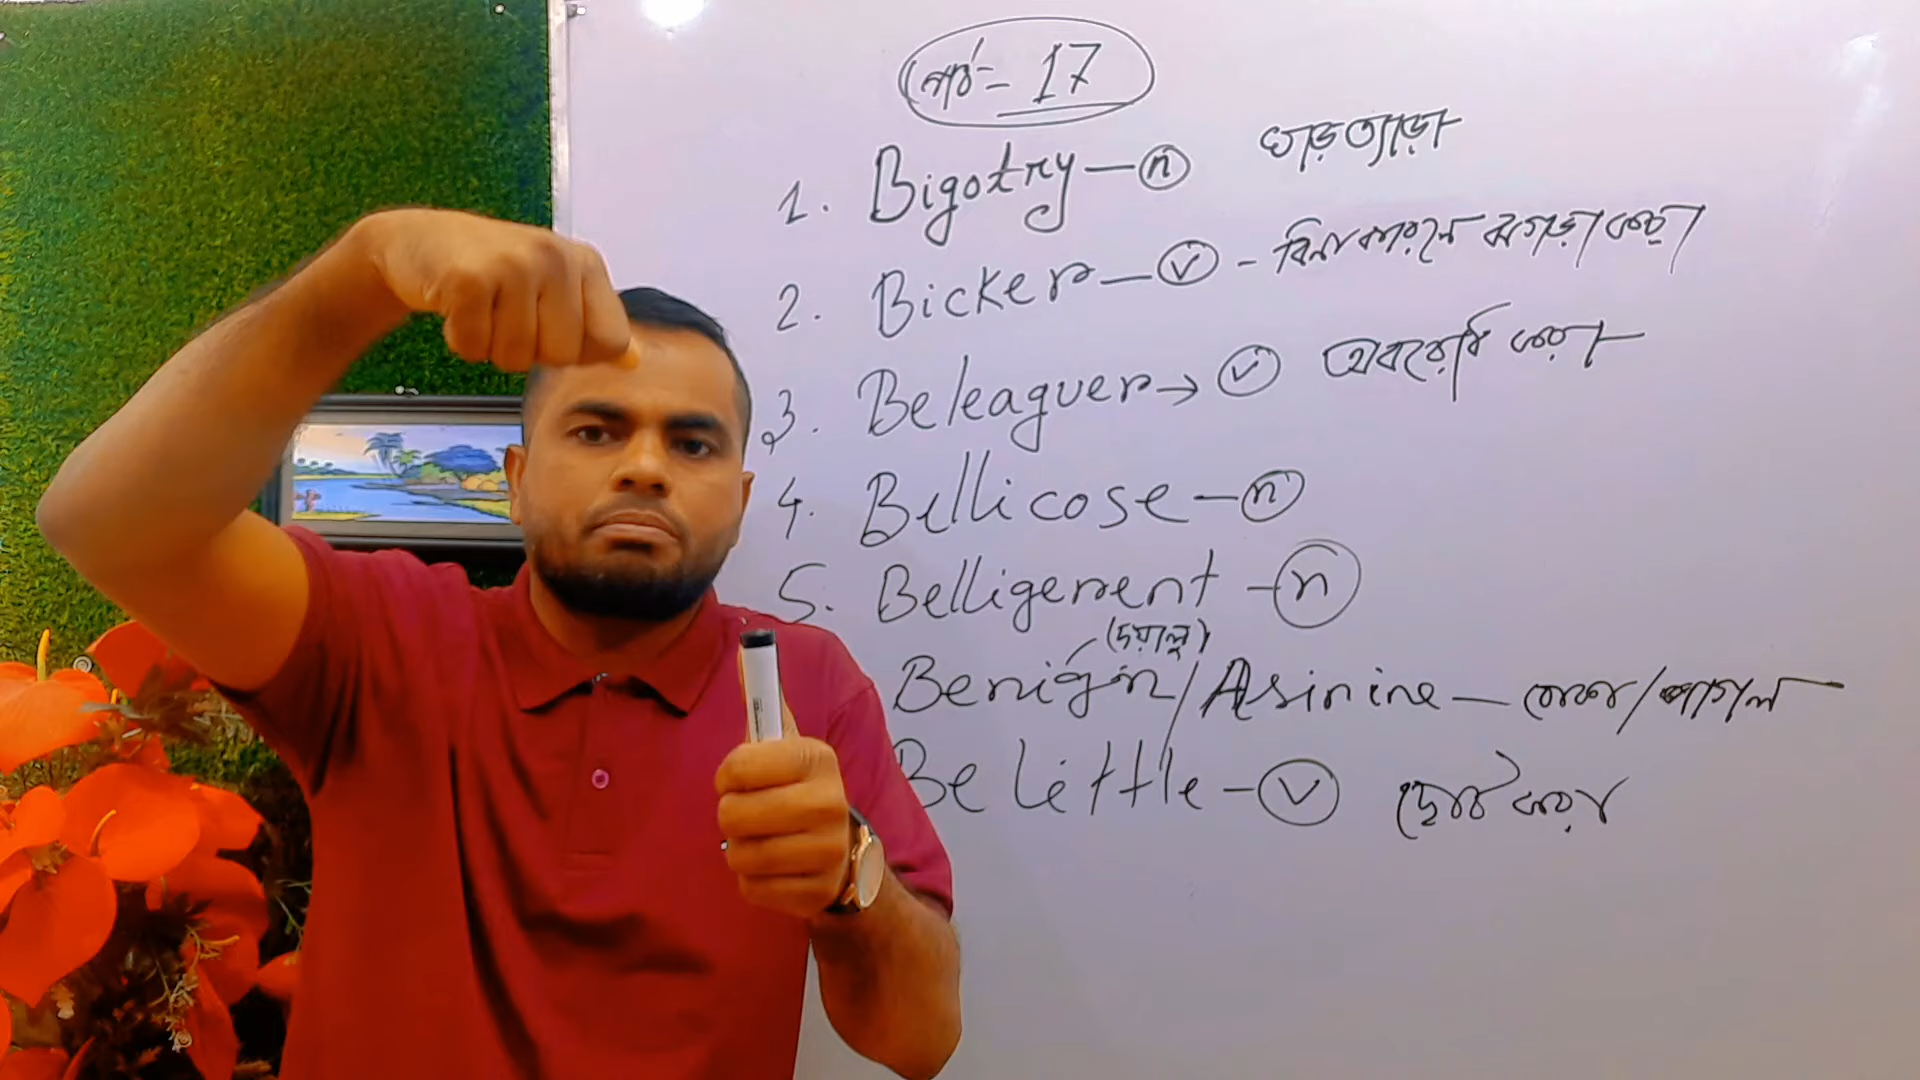 পর্ব- 17
1. Bigotry - n ঘাড়ত্যাড়া
2. Bicker - v - বিনা কারনে ঝগড়া করা
3. Beleaguer → v অবরোধ করা
4. Bellicose - n
5. Belligerent - n
(দয়ালু)
Benign / Asinine - বোকা / পাগল
Belittle - v ছোট করা